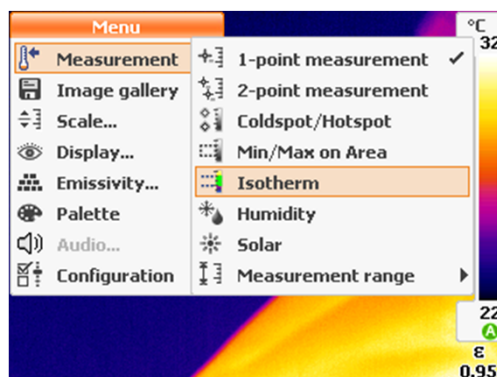 Menu
Measurement
Image gallery
Scale...
Display...
Emissivity...
Palette
Audio...
Configuration
1-point measurement
2-point measurement
Coldspot/Hotspot
Min/Max on Area
Isotherm
Humidity
Solar
Measurement range
°C
32
22
A
ε
0.95